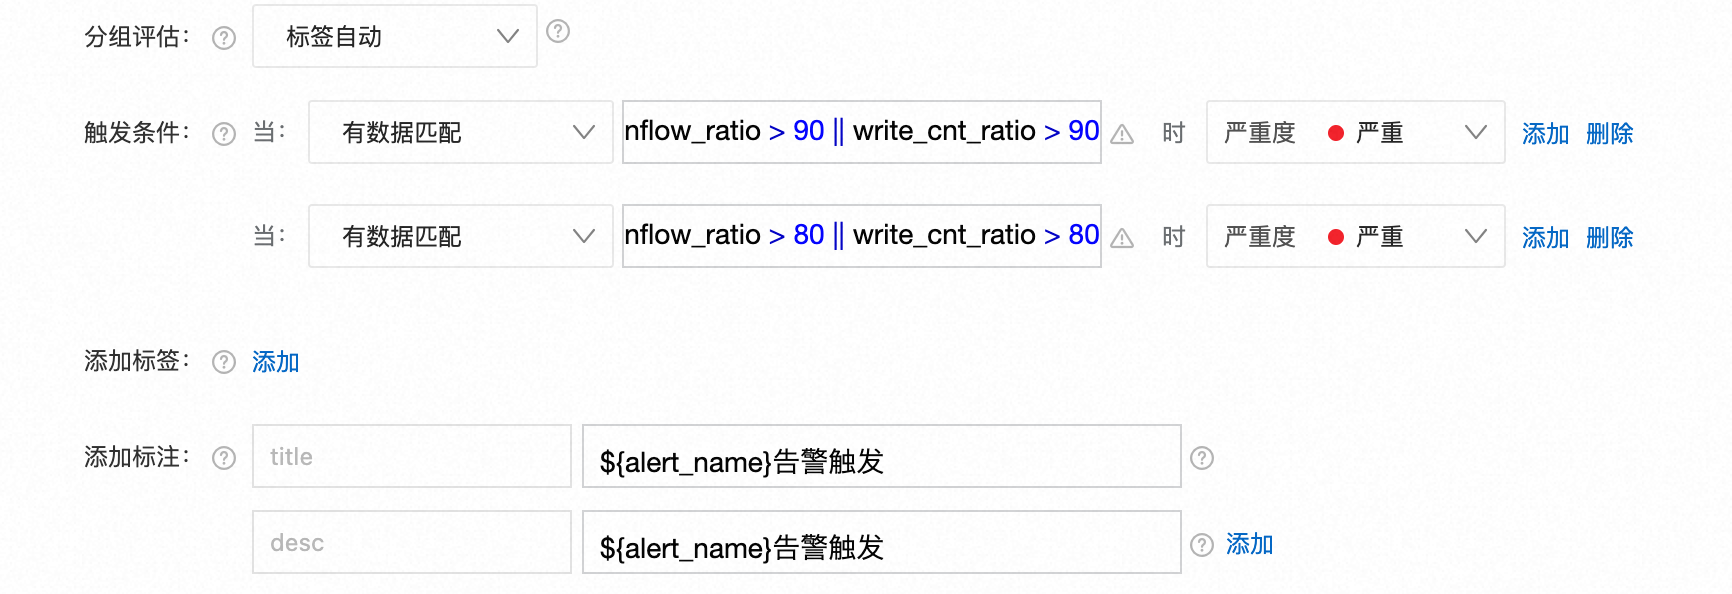 分组评估： 标签自动
触发条件： 当： 有数据匹配 nflow_ratio > 90 || write_cnt_ratio > 90 时 严重度 严重 添加 删除
当： 有数据匹配 nflow_ratio > 80 || write_cnt_ratio > 80 时 严重度 严重 添加 删除
添加标签： 添加
添加标注： title ${alert_name}告警触发
desc ${alert_name}告警触发 添加